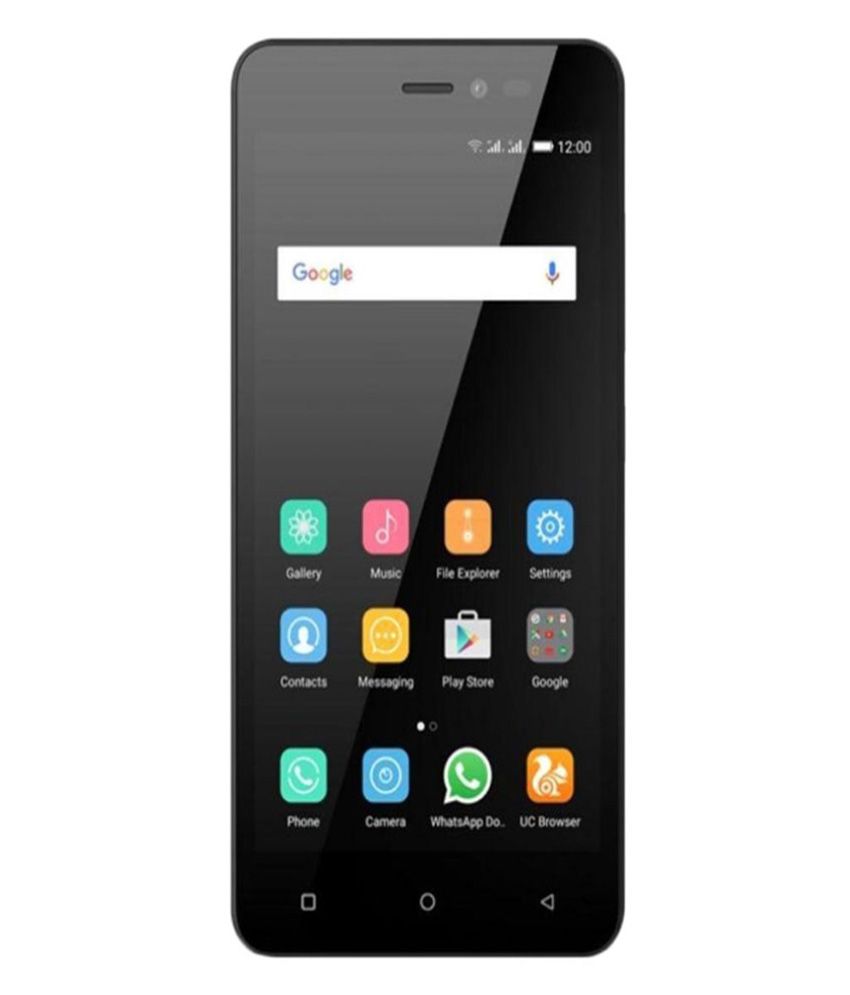 12:00
Google
Gallery Music File Explorer Settings
Contacts Messaging Play Store Google
Phone Camera WhatsApp Do.. UC Browser